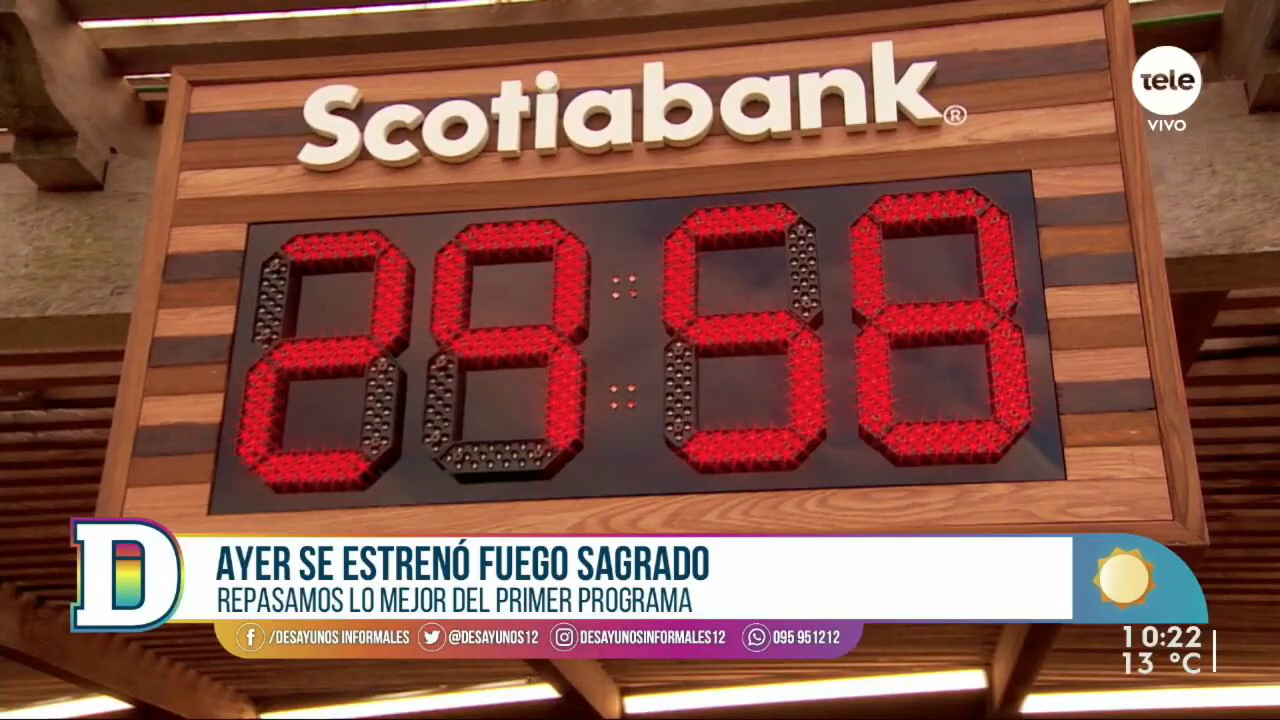 Scotiabank®
tele
VIVO
29:58
Di
AYER SE ESTRENÓ FUEGO SAGRADO
REPASAMOS LO MEJOR DEL PRIMER PROGRAMA
/DESAYUNOS INFORMALES @DESAYUNOS12 DESAYUNOSINFORMALES12 095 951212
10:22
13 °C